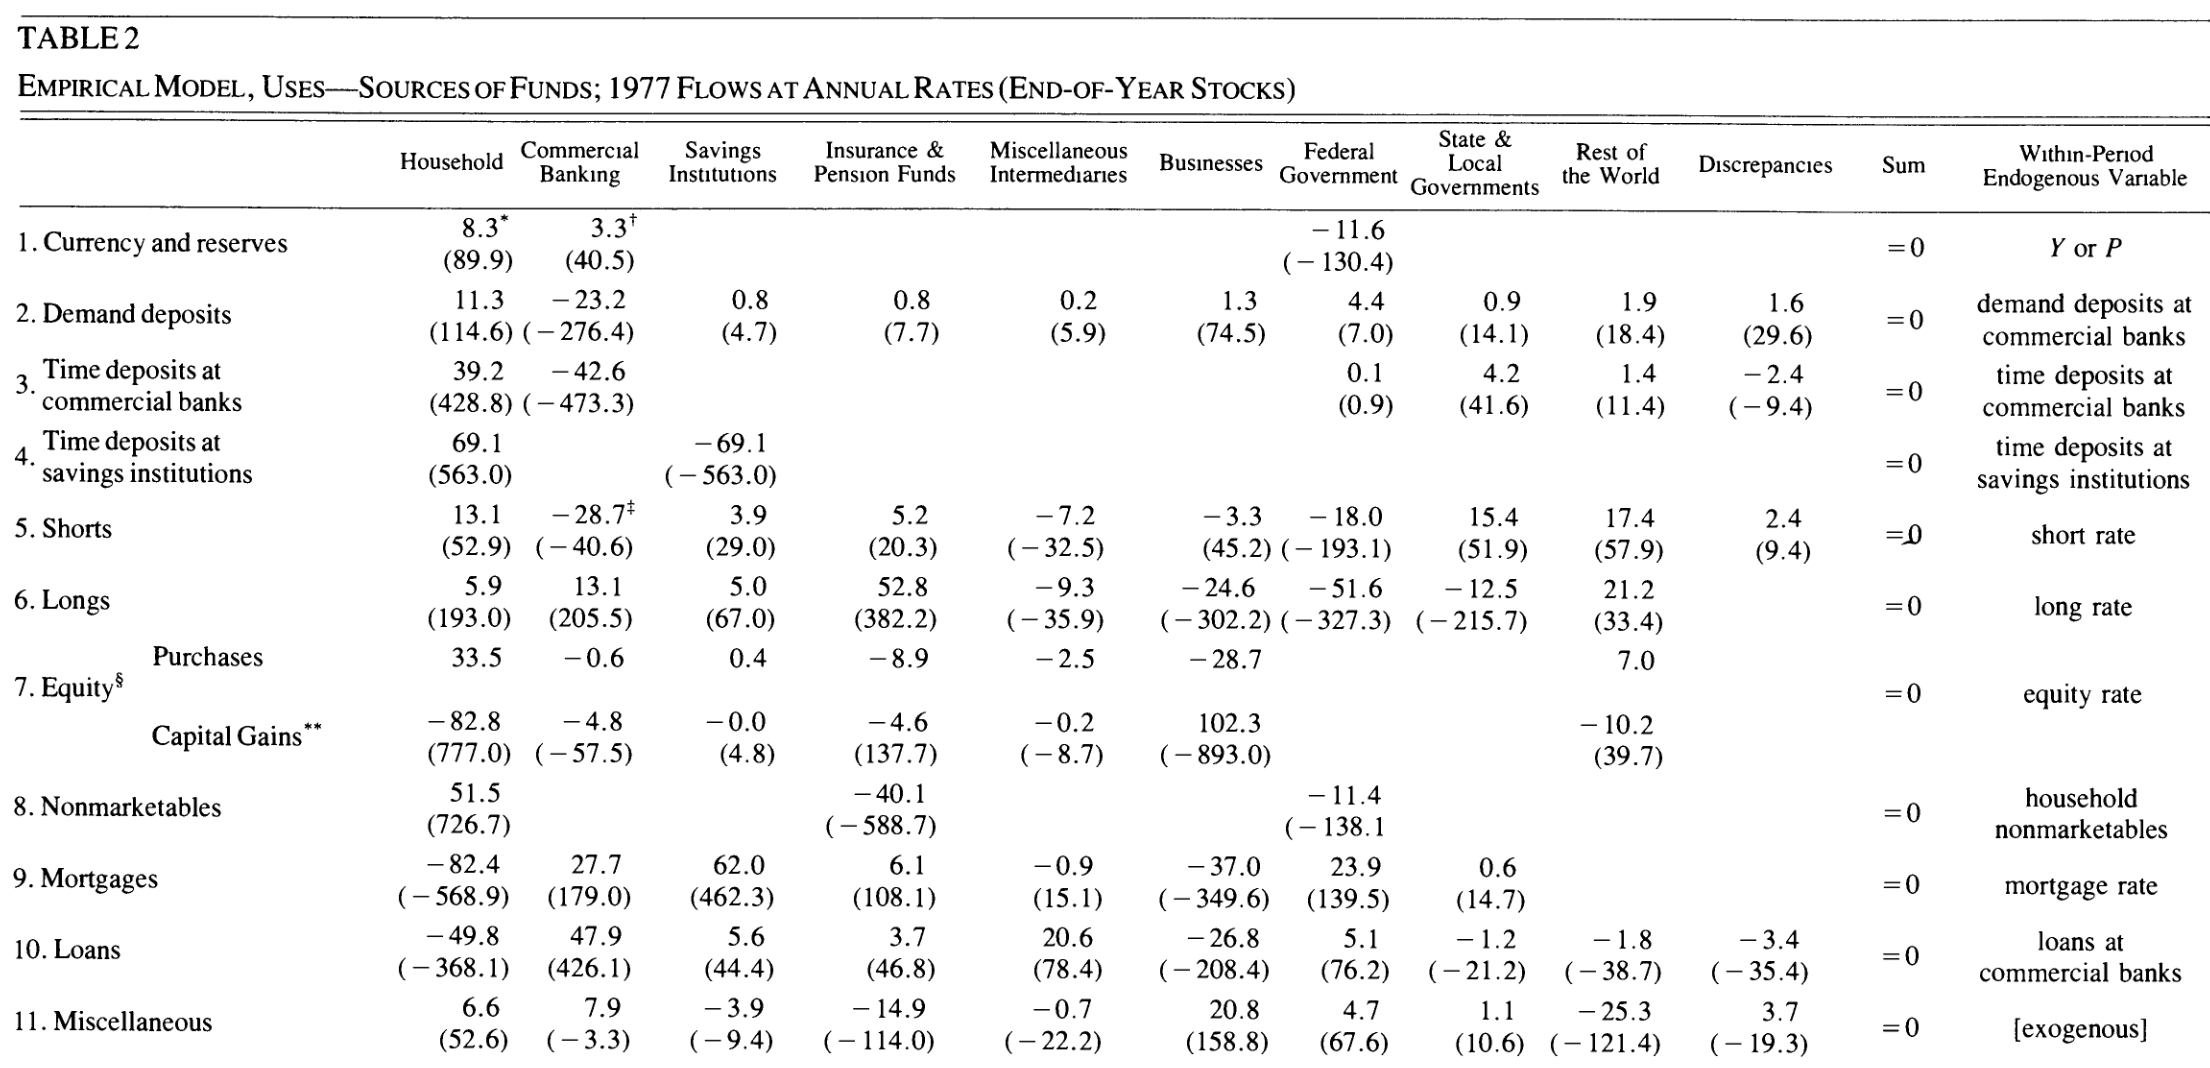 TABLE 2
EMPIRICAL MODEL, USES—SOURCES OF FUNDS; 1977 FLOWS AT ANNUAL RATES (END-OF-YEAR STOCKS)
Household Commercial Banking Savings Institutions Insurance & Pension Funds Miscellaneous Intermediaries Businesses Federal Government State & Local Governments Rest of the World Discrepancies Sum Within-Period Endogenous Variable
1. Currency and reserves 8.3* 3.3† −11.6 =0 Y or P
(89.9) (40.5) (−130.4)
2. Demand deposits 11.3 −23.2 0.8 0.8 0.2 1.3 4.4 0.9 1.9 1.6 =0 demand deposits at
(114.6) (−276.4) (4.7) (7.7) (5.9) (74.5) (7.0) (14.1) (18.4) (29.6) commercial banks
3. Time deposits at 39.2 −42.6 0.1 4.2 1.4 −2.4 =0 time deposits at
commercial banks (428.8) (−473.3) (0.9) (41.6) (11.4) (−9.4) commercial banks
4. Time deposits at 69.1 −69.1 =0 time deposits at
savings institutions (563.0) (−563.0) savings institutions
5. Shorts 13.1 −28.7‡ 3.9 5.2 −7.2 −3.3 −18.0 15.4 17.4 2.4 =0 short rate
(52.9) (−40.6) (29.0) (20.3) (−32.5) (45.2) (−193.1) (51.9) (57.9) (9.4)
6. Longs 5.9 13.1 5.0 52.8 −9.3 −24.6 −51.6 −12.5 21.2 =0 long rate
(193.0) (205.5) (67.0) (382.2) (−35.9) (−302.2) (−327.3) (−215.7) (33.4)
Purchases 33.5 −0.6 0.4 −8.9 −2.5 −28.7 7.0
7. Equity§ =0 equity rate
Capital Gains** −82.8 −4.8 −0.0 −4.6 −0.2 102.3 −10.2
(777.0) (−57.5) (4.8) (137.7) (−8.7) (−893.0) (39.7)
8. Nonmarketables 51.5 −40.1 −11.4 =0 household
(726.7) (−588.7) (−138.1 nonmarketables
9. Mortgages −82.4 27.7 62.0 6.1 −0.9 −37.0 23.9 0.6 =0 mortgage rate
(−568.9) (179.0) (462.3) (108.1) (15.1) (−349.6) (139.5) (14.7)
10. Loans −49.8 47.9 5.6 3.7 20.6 −26.8 5.1 −1.2 −1.8 −3.4 =0 loans at
(−368.1) (426.1) (44.4) (46.8) (78.4) (−208.4) (76.2) (−21.2) (−38.7) (−35.4) commercial banks
11. Miscellaneous 6.6 7.9 −3.9 −14.9 −0.7 20.8 4.7 1.1 −25.3 3.7 =0 [exogenous]
(52.6) (−3.3) (−9.4) (−114.0) (−22.2) (158.8) (67.6) (10.6) (−121.4) (−19.3)